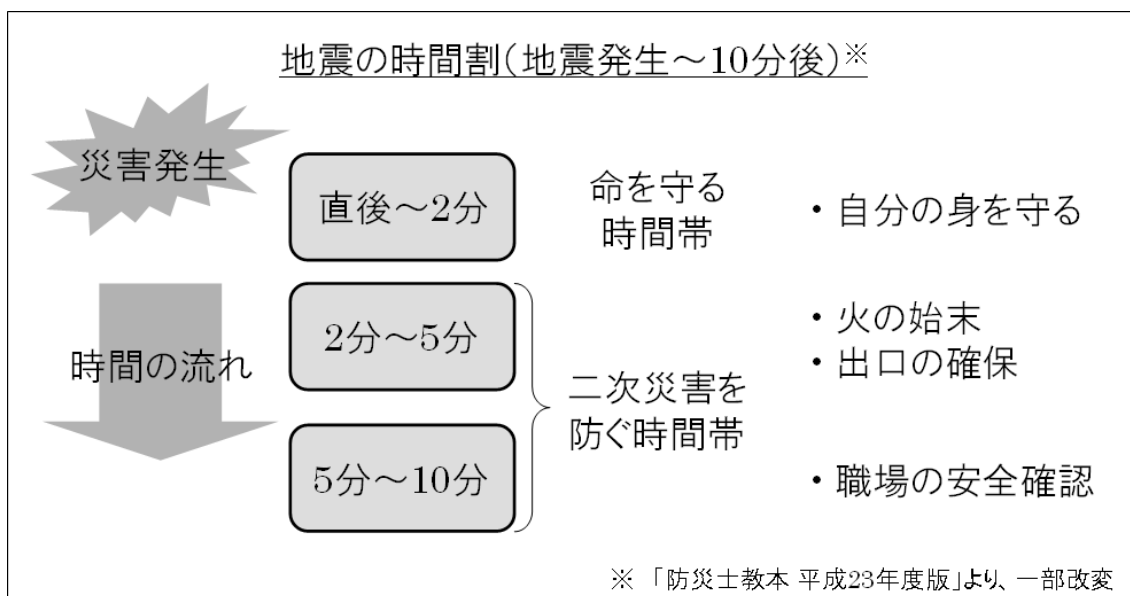 地震の時間割(地震発生～10分後)※
災害発生
直後～2分
命を守る
時間帯
・自分の身を守る
時間の流れ
2分～5分
・火の始末
・出口の確保
二次災害を
防ぐ時間帯
5分～10分
・職場の安全確認
※ 「防災士教本 平成23年度版」より、一部改変